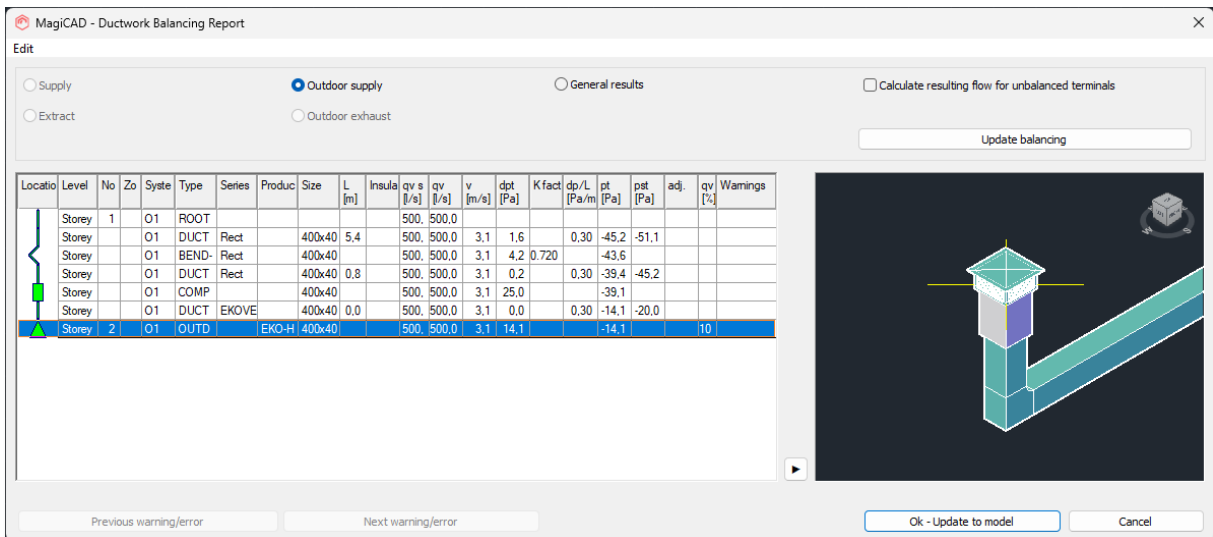 MagiCAD - Ductwork Balancing Report
Edit
Supply Outdoor supply General results Calculate resulting flow for unbalanced terminals
Extract Outdoor exhaust
Update balancing
Locatio Level No Zo Syste Type Series Produc Size L [m] Insula qv s [l/s] qv [l/s] v [m/s] dpt [Pa] K fact dp/L [Pa/m pt [Pa] pst [Pa] adj. qv [%] Warnings
Storey 1 O1 ROOT 500, 500,0
Storey O1 DUCT Rect 400x40 5,4 500, 500,0 3,1 1,6 0,30 -45,2 -51,1
Storey O1 BEND- Rect 400x40 500, 500,0 3,1 4,2 0.720 -43,6
Storey O1 DUCT Rect 400x40 0,8 500, 500,0 3,1 0,2 0,30 -39,4 -45,2
Storey O1 COMP 400x40 500, 500,0 3,1 25,0 -39,1
Storey O1 DUCT EKOVE 400x40 0,0 500, 500,0 3,1 0,0 0,30 -14,1 -20,0
Storey 2 O1 OUTD EKO-H 400x40 500, 500,0 3,1 14,1 -14,1 10
W S
Previous warning/error Next warning/error Ok - Update to model Cancel